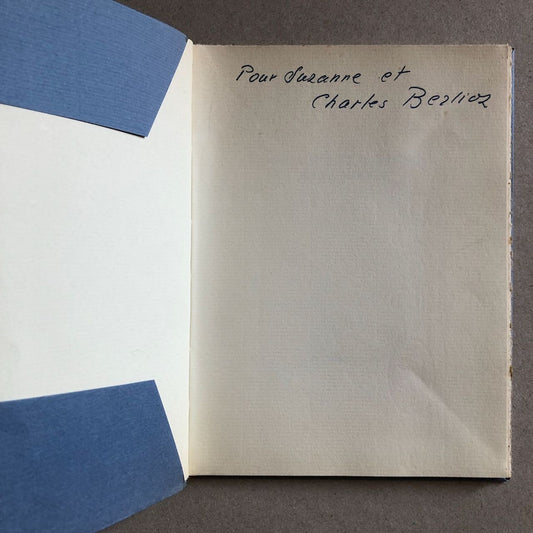 Pour Suzanne et
Charles Berlioz